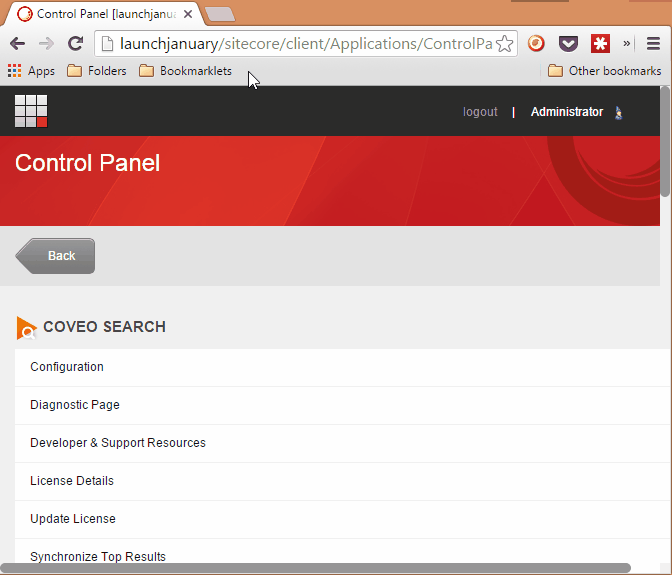 Control Panel [launchjanua
launchjanuary/sitecore/client/Applications/ControlPa
»
Apps Folders Bookmarklets Other bookmarks
logout | Administrator
Control Panel
Back
COVEO SEARCH
Configuration
Diagnostic Page
Developer & Support Resources
License Details
Update License
Synchronize Top Results